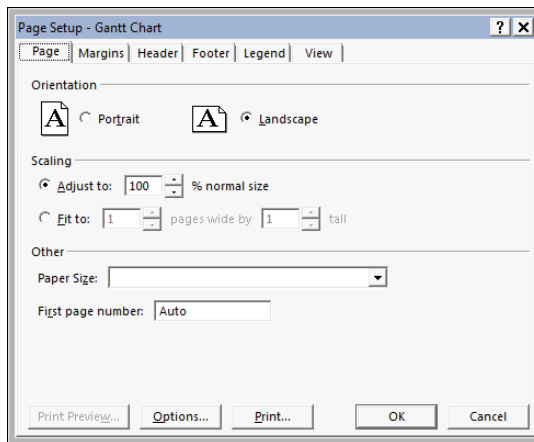 Page Setup - Gantt Chart ? X
Page Margins Header Footer Legend View
Orientation
A Portrait A Landscape
Scaling
Adjust to: 100 % normal size
Fit to: 1 pages wide by 1 tall
Other
Paper Size:
First page number: Auto
Print Preview... Options... Print... OK Cancel